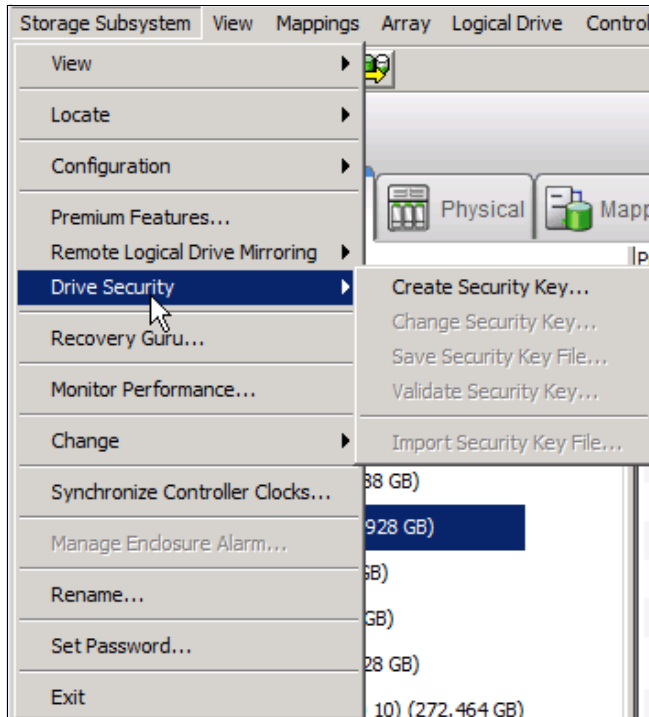 Storage Subsystem View Mappings Array Logical Drive
View
Locate
Configuration
Physical
Premium Features...
Remote Logical Drive Mirroring
Drive Security
Create Security Key...
Change Security Key...
Save Security Key File...
Validate Security Key...
Import Security Key File...
Recovery Guru...
Monitor Performance...
Change
Synchronize Controller Clocks...
GB)
Manage Enclosure Alarm...
928 GB)
Rename...
GB)
GB)
Set Password...
28 GB)
Exit
10) (272.464 GB)